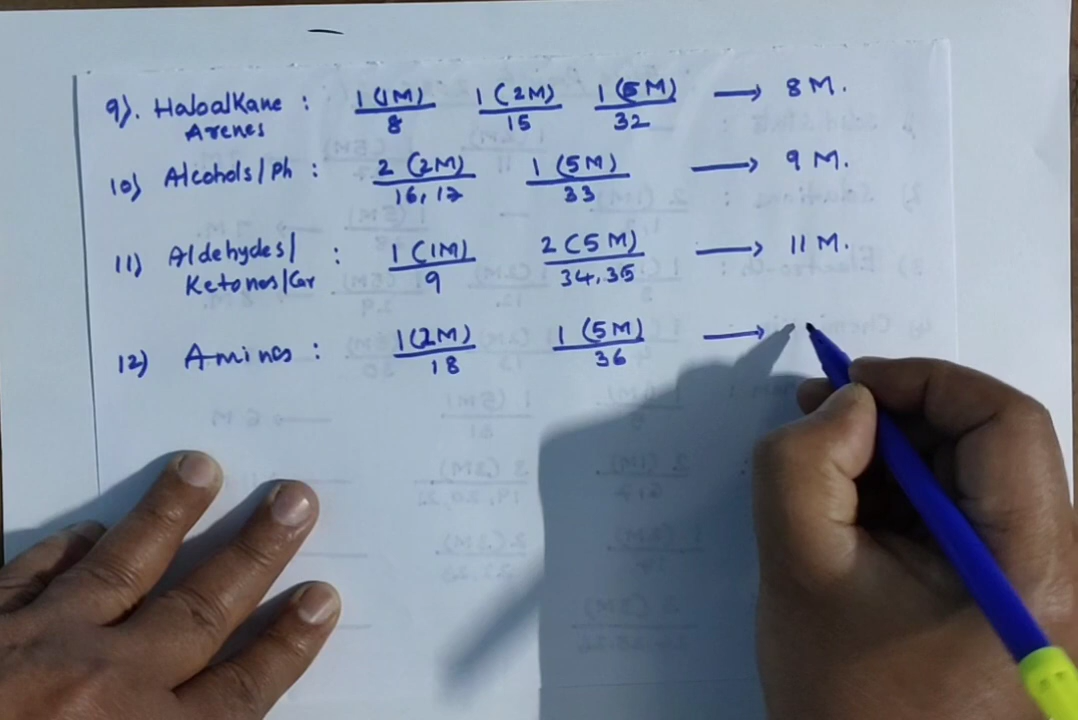 9). Haloalkane : 1 (1M) 1 (2M) 1 (5M) → 8 M.
Arenes 8 15 32
10) Alcohols/Ph : 2 (2M) 1 (5M) → 9 M.
16, 17 33
11) Aldehydes/ : 1 (1M) 2 (5M) → 11 M.
Ketones/Car 9 34, 35
12) Amines : 1 (2M) 1 (5M) →
18 36